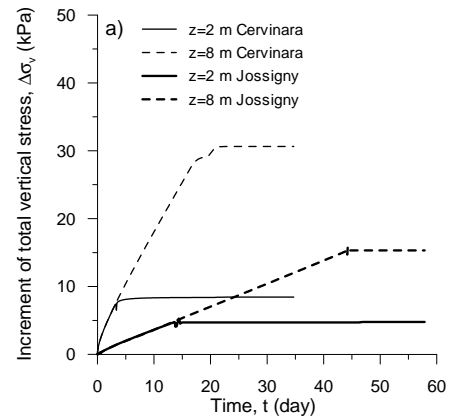 a)
z=2 m Cervinara
z=8 m Cervinara
z=2 m Jossigny
z=8 m Jossigny
Increment of total vertical stress, Δσᵥ (kPa)
50
40
30
20
10
0
0 10 20 30 40 50 60
Time, t (day)